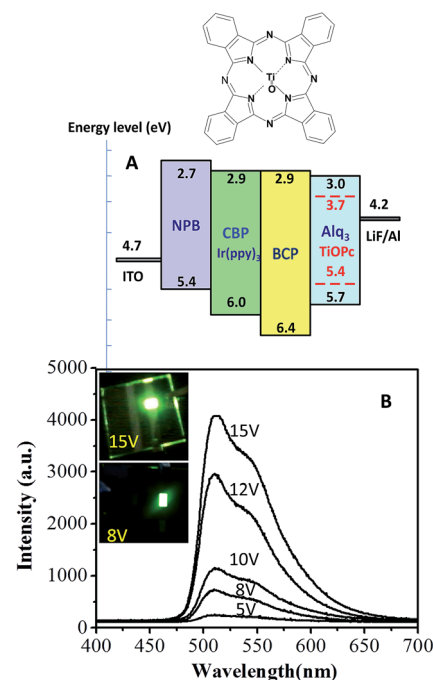 N
N
N
N
Ti
N
N
O
N
N
Energy level (eV)
A
2.7
2.9
2.9
3.0
3.7
4.2
NPB
CBP
Ir(ppy)3
BCP
Alq3
TiOPc
LiF/Al
4.7
ITO
5.4
5.4
5.7
6.0
6.4
5000
4000
3000
2000
1000
0
Intensity (a.u.)
B
15V
8V
15V
12V
10V
8V
5V
400 450 500 550 600 650 700
Wavelength(nm)